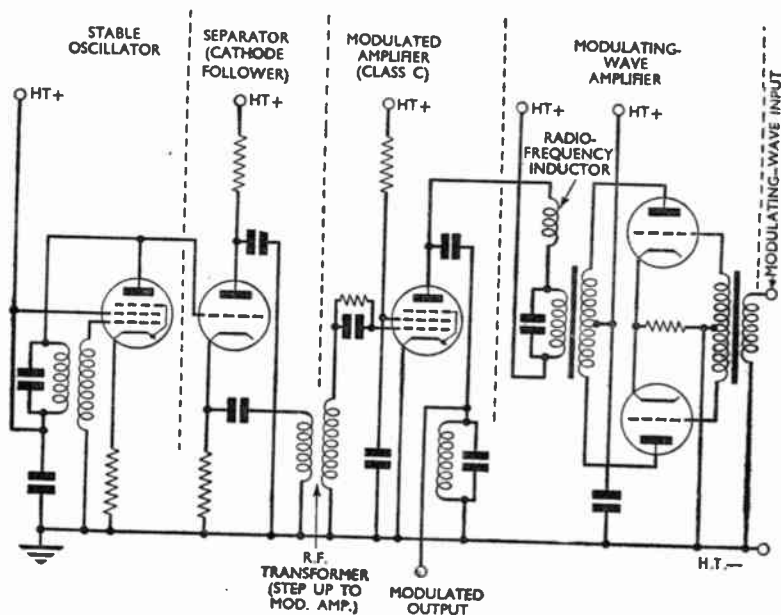 STABLE
OSCILLATOR
SEPARATOR
(CATHODE
FOLLOWER)
MODULATED
AMPLIFIER
(CLASS C)
MODULATING-
WAVE
AMPLIFIER
HT+
HT+
HT+
HT+
HT+
RADIO-
FREQUENCY
INDUCTOR
MODULATING-WAVE INPUT
R.F.
TRANSFORMER
(STEP UP TO
MOD. AMP.)
MODULATED
OUTPUT
H.T.—